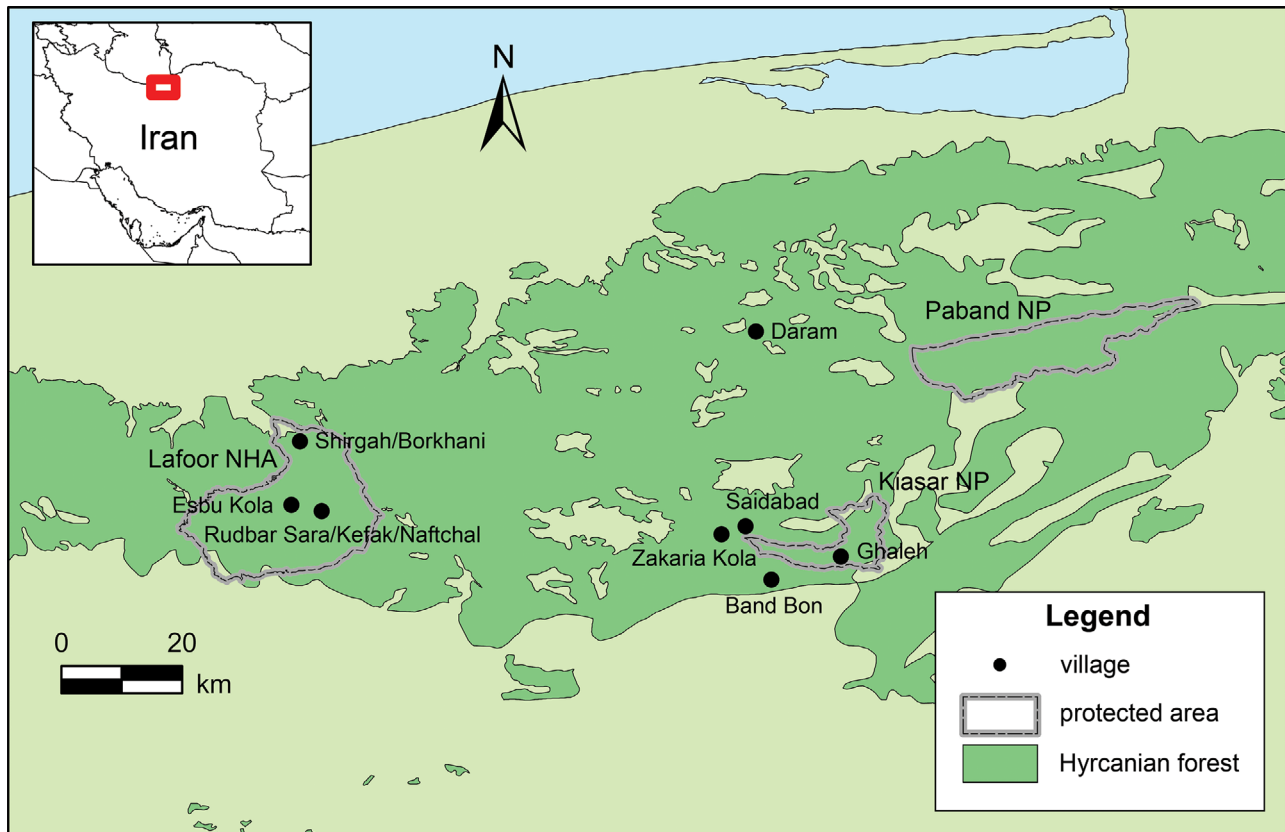 Iran
N
Paband NP
Daram
Shirgah/Borkhani
Lafoor NHA
Kiasar NP
Esbu Kola
Saidabad
Rudbar Sara/Kefak/Naftchal
Zakaria Kola
Ghaleh
Band Bon
0 20
km
Legend
village
protected area
Hyrcanian forest